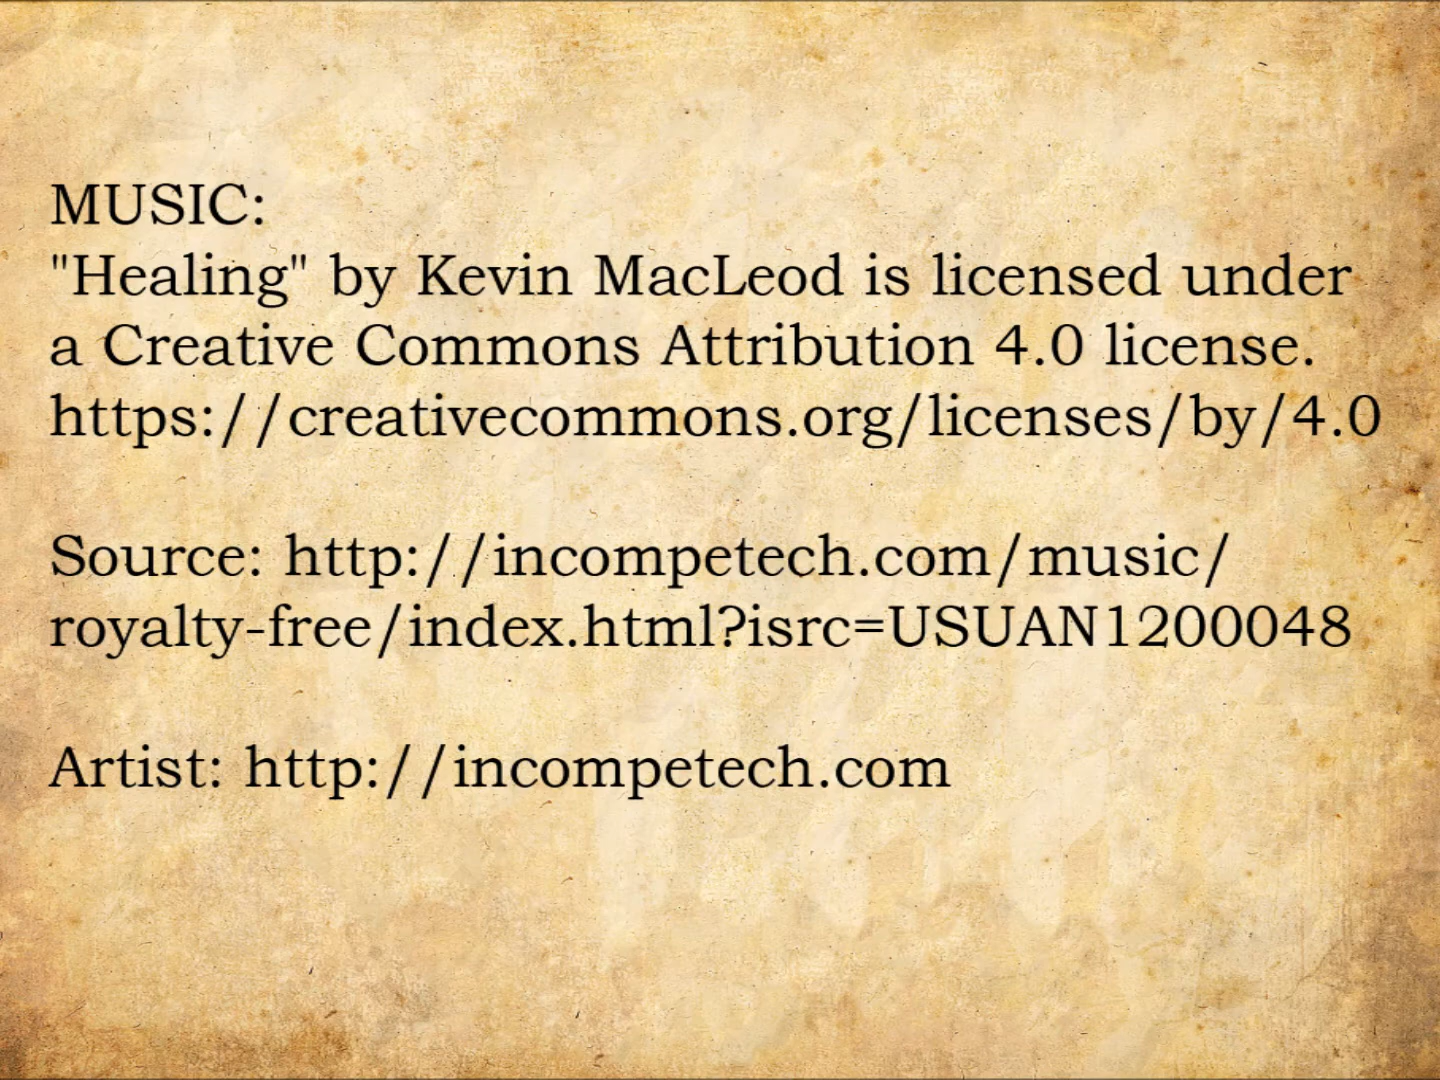 MUSIC:
"Healing" by Kevin MacLeod is licensed under
a Creative Commons Attribution 4.0 license.
https://creativecommons.org/licenses/by/4.0
Source: http://incompetech.com/music/
royalty-free/index.html?isrc=USUAN1200048
Artist: http://incompetech.com